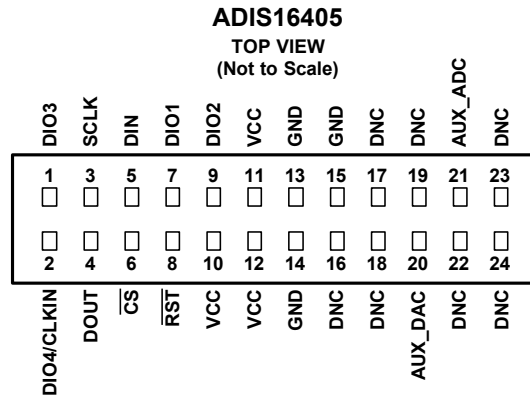 ADIS16405
TOP VIEW
(Not to Scale)
DIO3 SCLK DIN DIO1 DIO2 VCC GND GND DNC DNC AUX_ADC DNC
1 3 5 7 9 11 13 15 17 19 21 23
2 4 6 8 10 12 14 16 18 20 22 24
DIO4/CLKIN DOUT CS RST VCC VCC GND DNC DNC AUX_DAC DNC DNC